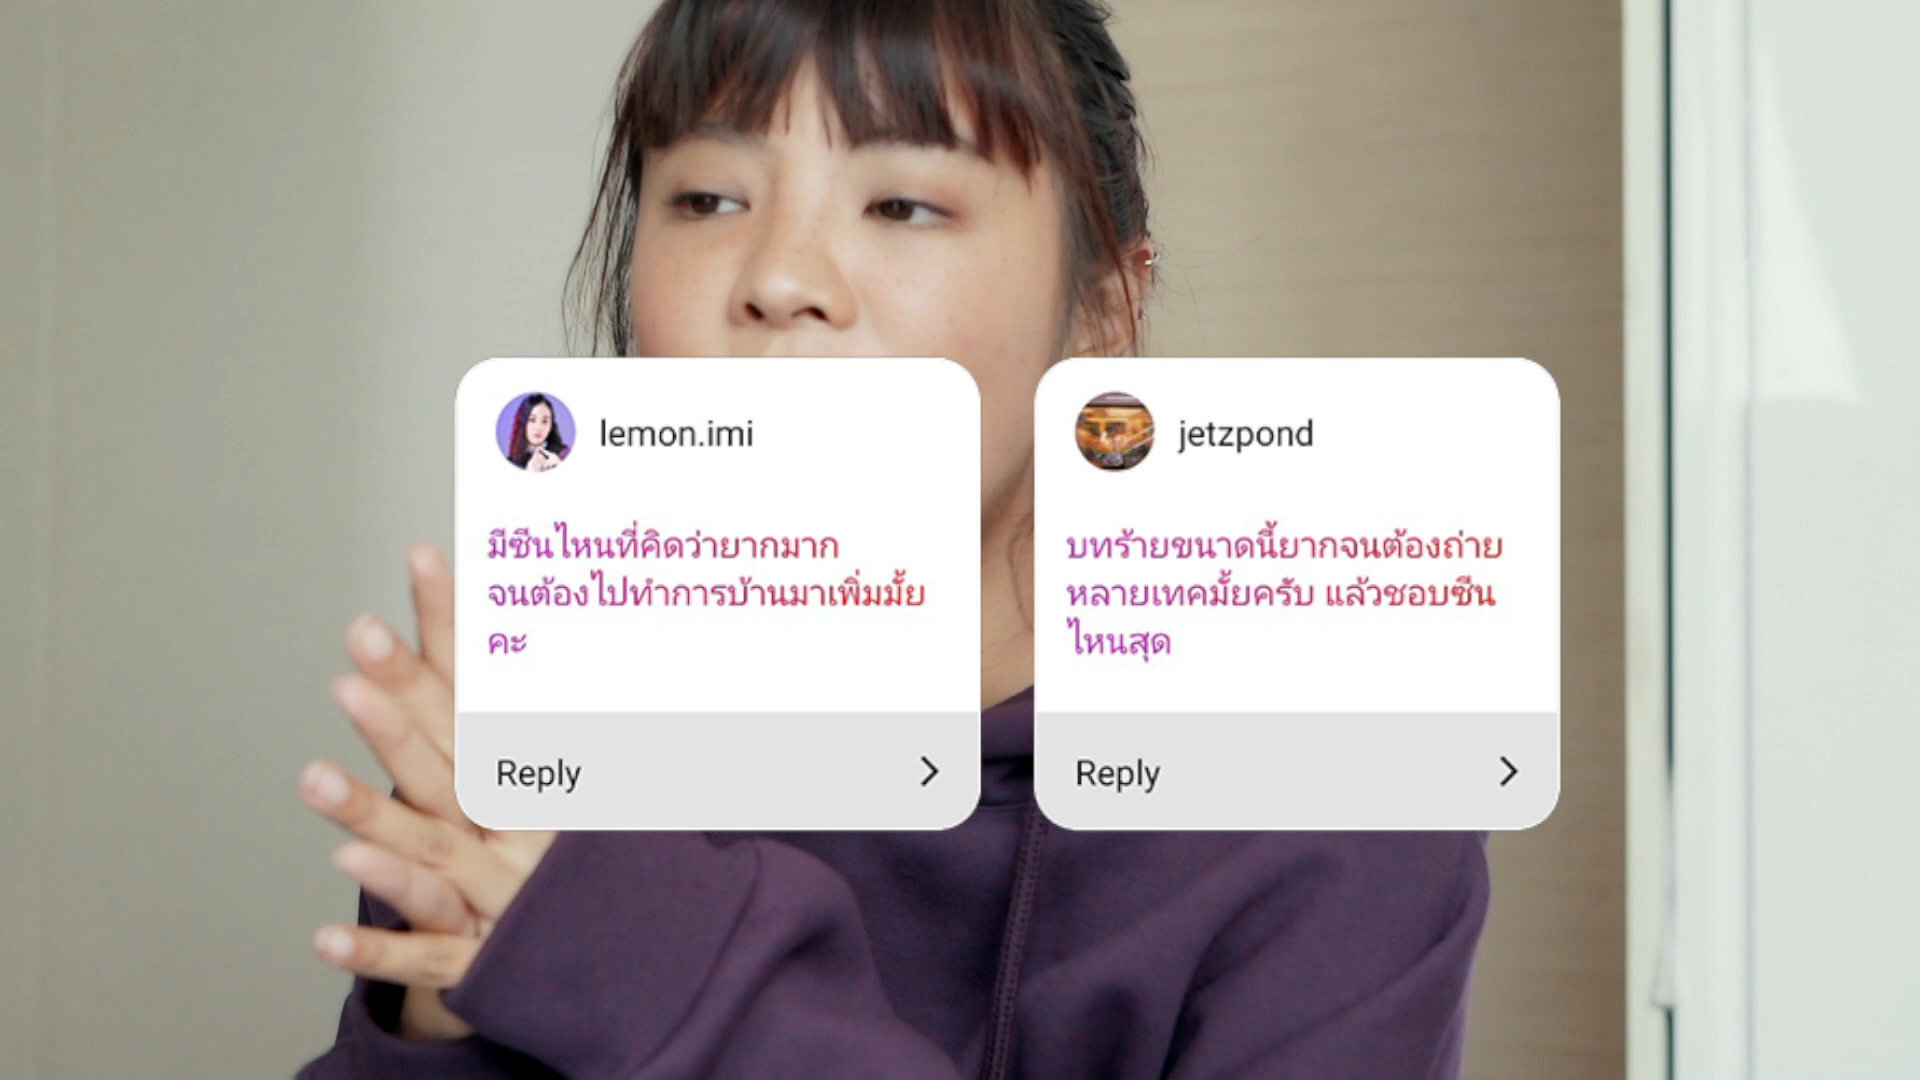 lemon.imi
มีซีนไหนที่คิดว่ายากมาก
จนต้องไปทำการบ้านมาเพิ่มมั้ย
คะ
Reply
jetzpond
บทร้ายขนาดนี้ยากจนต้องถ่าย
หลายเทคมั้ยครับ แล้วชอบซีน
ไหนสุด
Reply